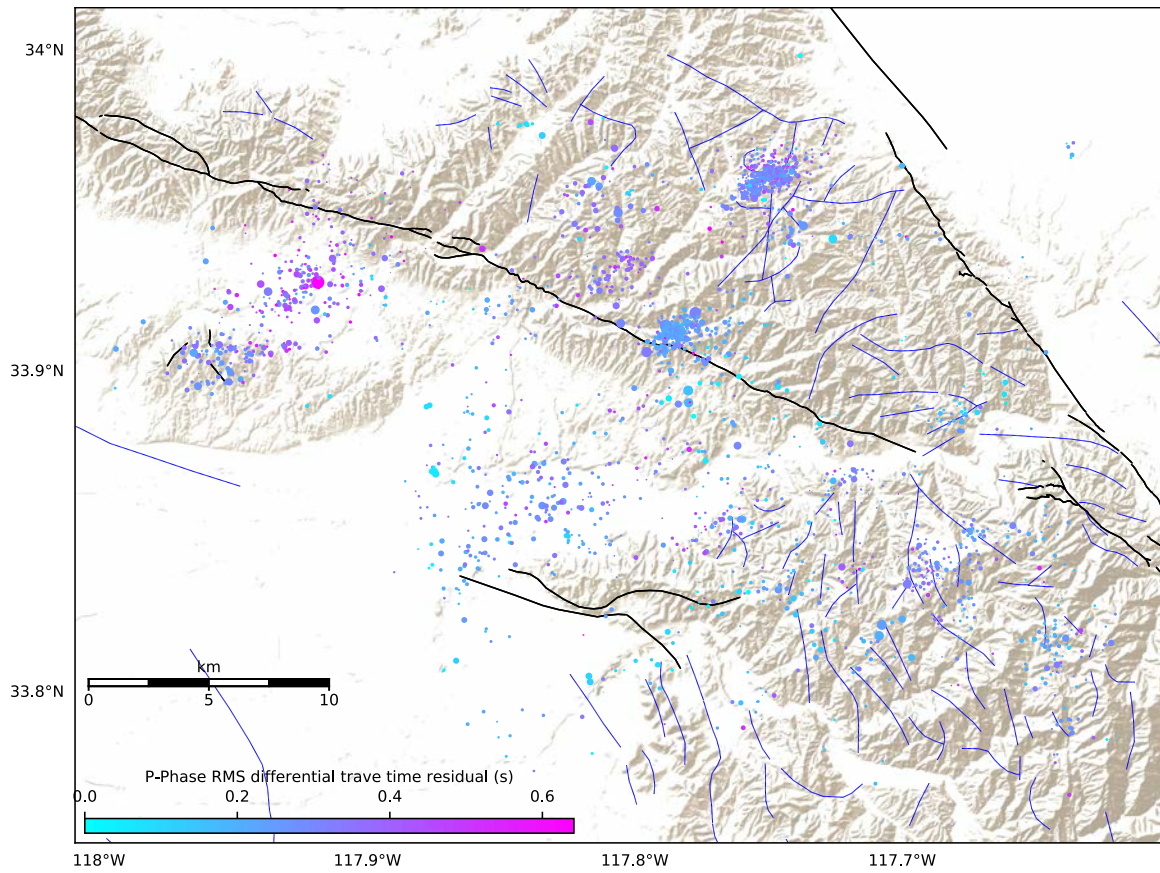 34°N
33.9°N
33.8°N
km
0 5 10
P-Phase RMS differential trave time residual (s)
0.0 0.2 0.4 0.6
118°W 117.9°W 117.8°W 117.7°W